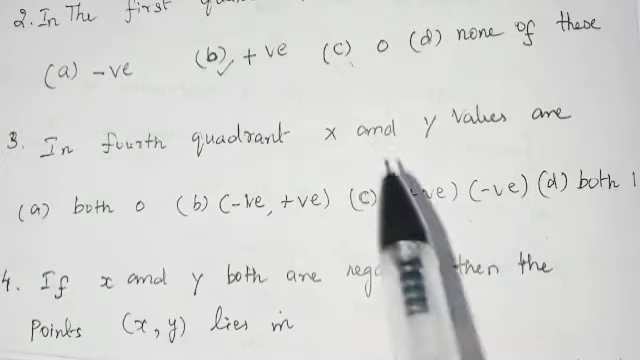 2. In The first
(a) -ve (b) +ve (c) 0 (d) none of these
3. In fourth quadrant x and y values are
(a) both 0 (b) (-ve, +ve) (c) (-ve) (d) both
4. If x and y both are then the
Points (x, y) lies in